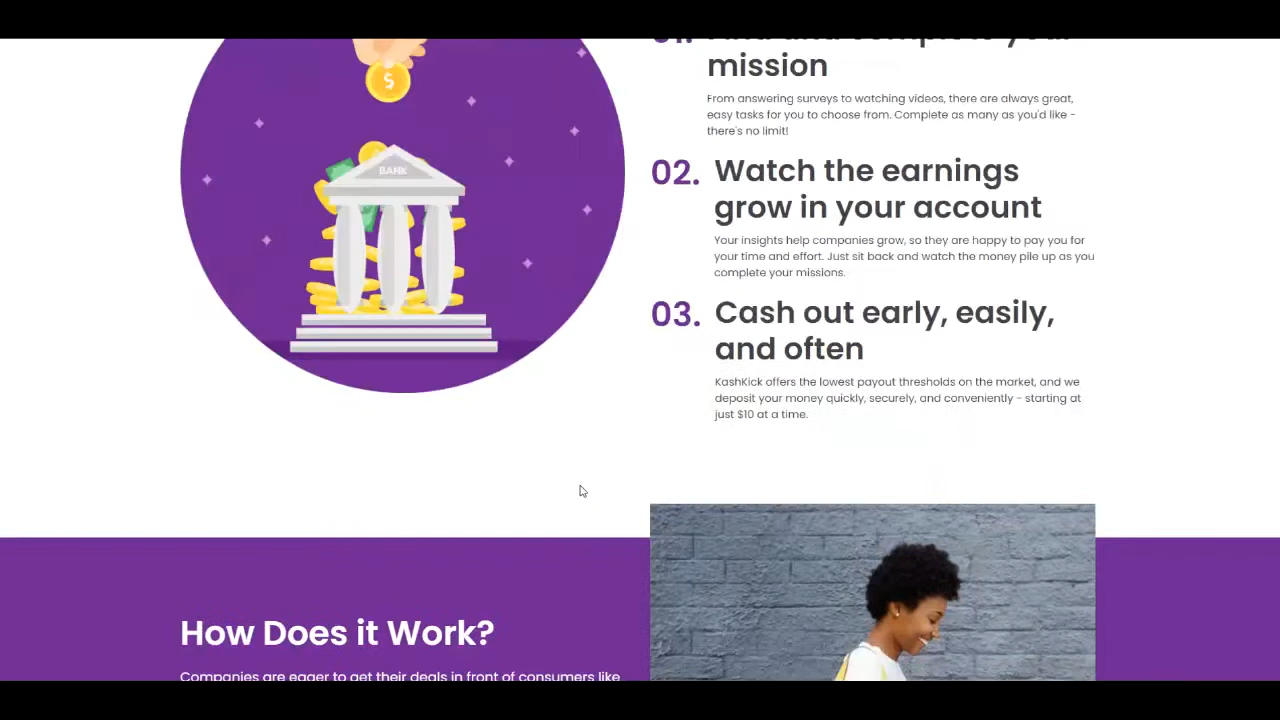 $
BANK
01. Find and complete your
mission
From answering surveys to watching videos, there are always great,
easy tasks for you to choose from. Complete as many as you'd like -
there's no limit!
02. Watch the earnings
grow in your account
Your insights help companies grow, so they are happy to pay you for
your time and effort. Just sit back and watch the money pile up as you
complete your missions.
03. Cash out early, easily,
and often
KashKick offers the lowest payout thresholds on the market, and we
deposit your money quickly, securely, and conveniently - starting at
just $10 at a time.
How Does it Work?
Companies are eager to get their deals in front of consumers like